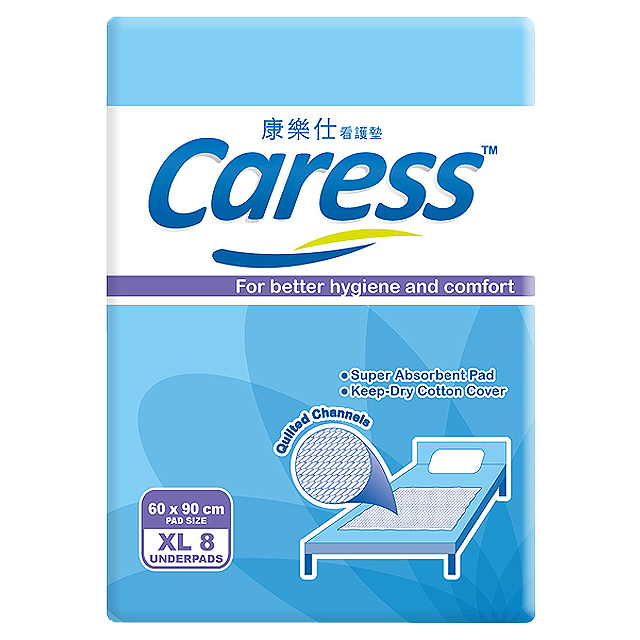 康樂仕看護墊
Caress™
For better hygiene and comfort
• Super Absorbent Pad
• Keep-Dry Cotton Cover
Quilted Channels
60 x 90 cm
PAD SIZE
XL 8
UNDERPADS